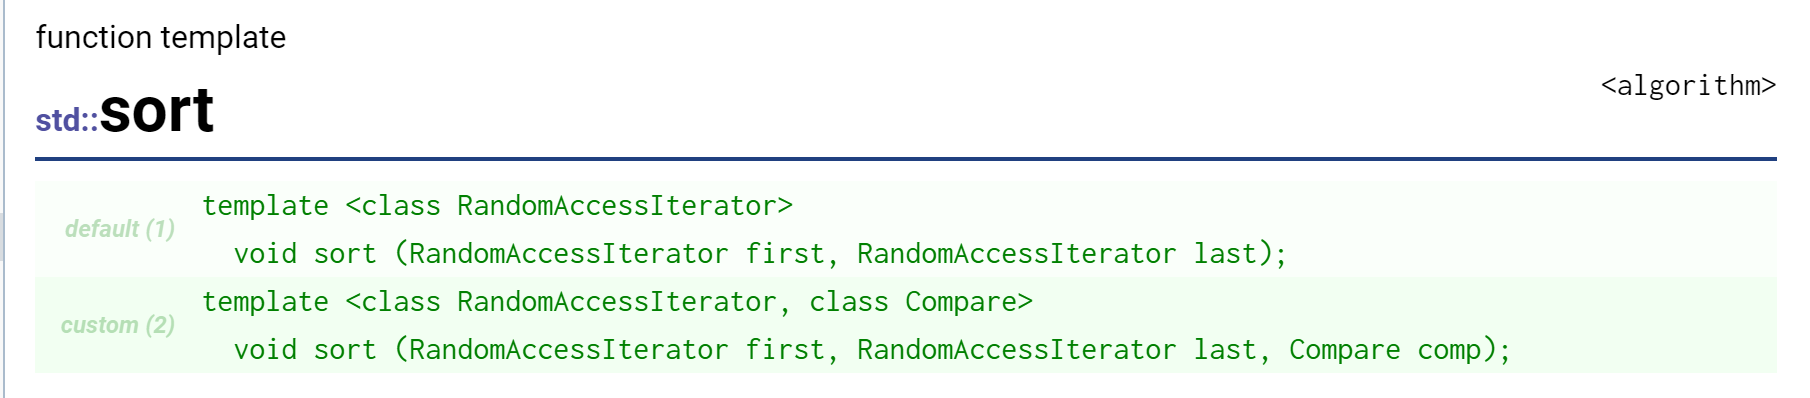 function template
<algorithm>
std::sort
default (1)
template <class RandomAccessIterator>
void sort (RandomAccessIterator first, RandomAccessIterator last);
custom (2)
template <class RandomAccessIterator, class Compare>
void sort (RandomAccessIterator first, RandomAccessIterator last, Compare comp);